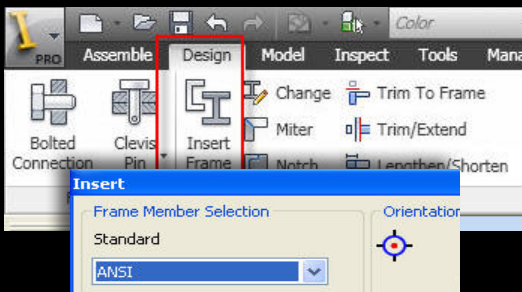 Color
PRO Assemble Design Model Inspect Tools Mana
Change Trim To Frame
Bolted Connection Clevis Pin Insert Frame Miter Trim/Extend
Notch Lengthen/Shorten
Insert
Frame Member Selection Orientation
Standard
ANSI